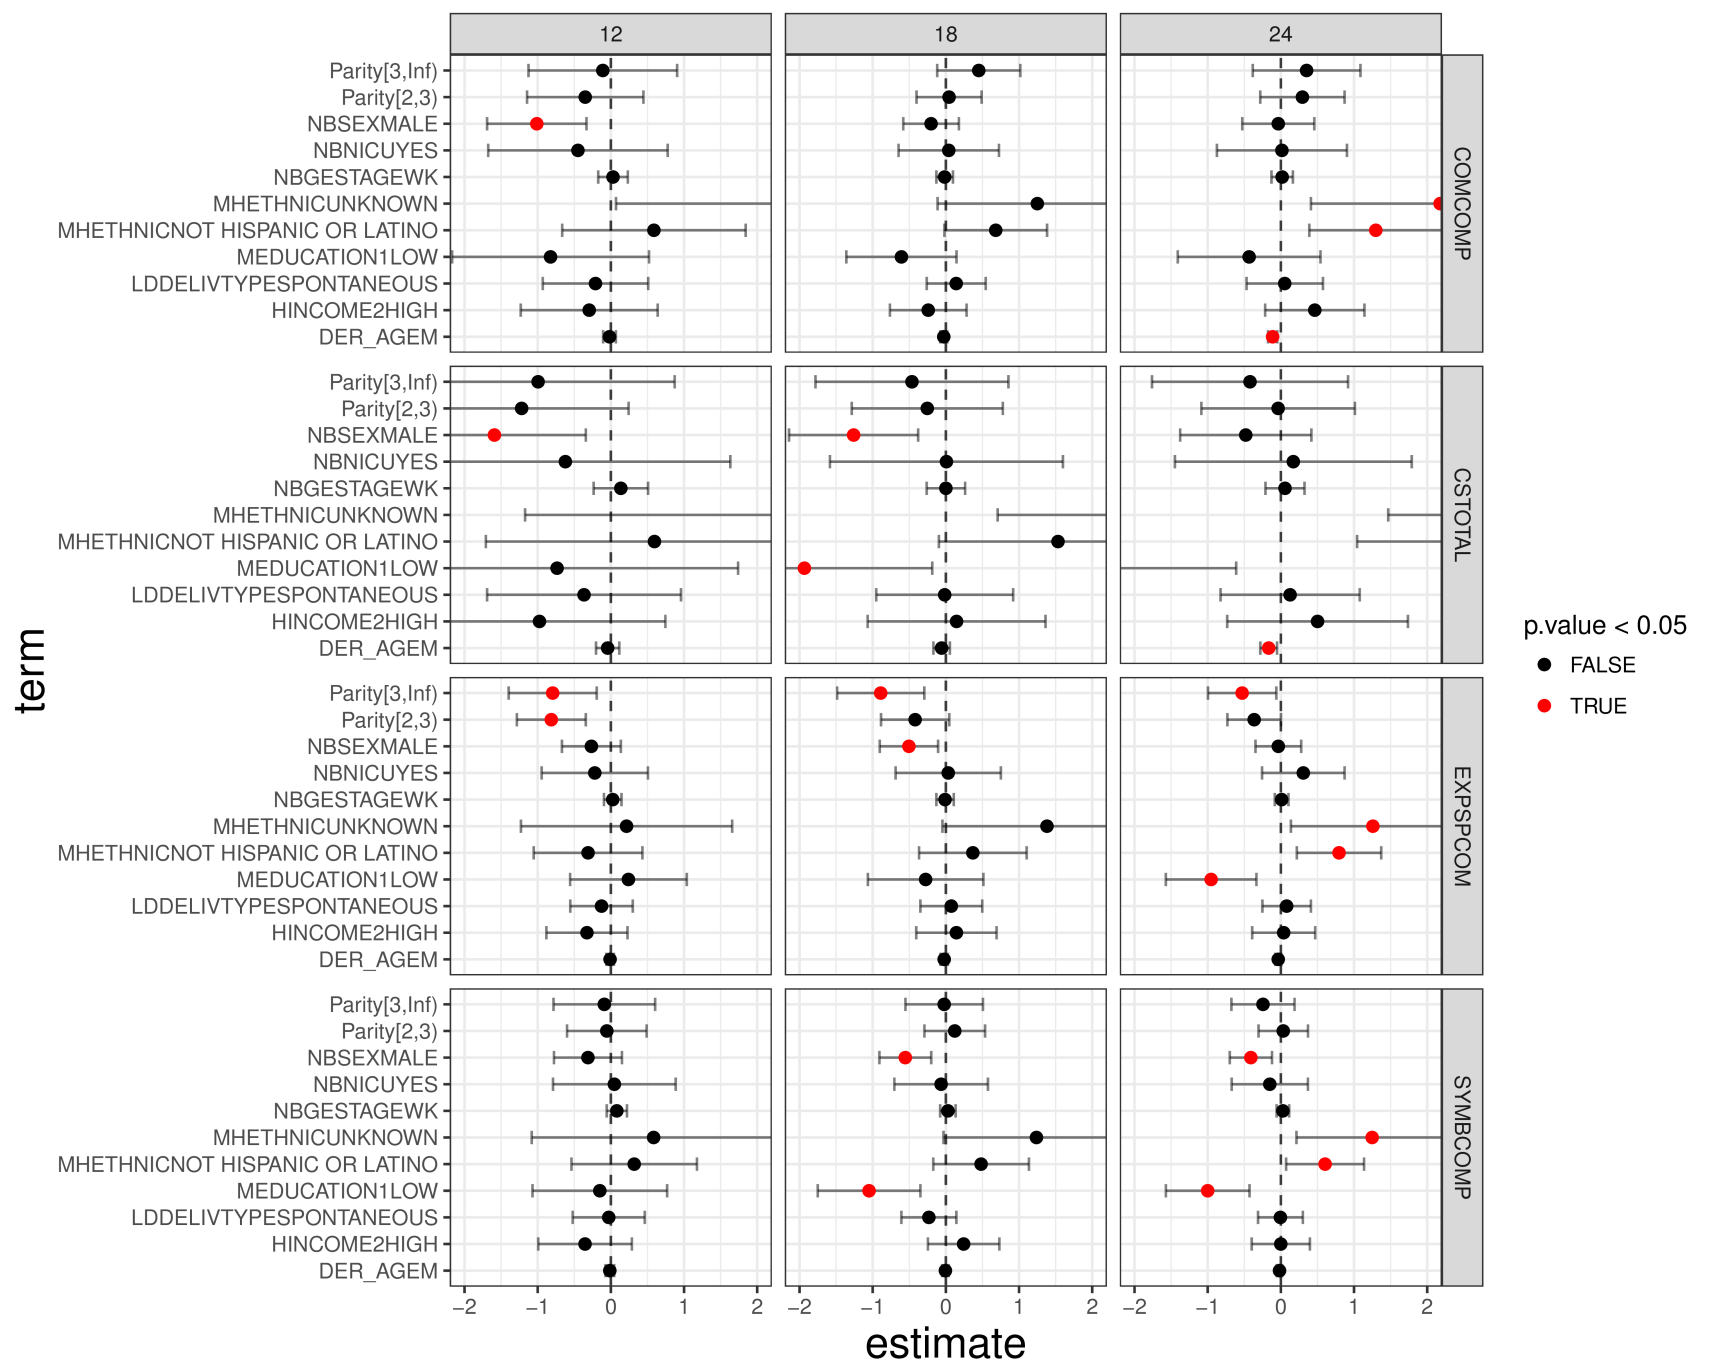 12 18 24
Parity[3,Inf)
Parity[2,3)
NBSEXMALE
NBNICUYES
NBGESTAGEWK
MHETHNICUNKNOWN
MHETHNICNOT HISPANIC OR LATINO
MEDUCATION1LOW
LDDELIVTYPESPONTANEOUS
HINCOME2HIGH
DER_AGEM
COMCOMP
Parity[3,Inf)
Parity[2,3)
NBSEXMALE
NBNICUYES
NBGESTAGEWK
MHETHNICUNKNOWN
MHETHNICNOT HISPANIC OR LATINO
MEDUCATION1LOW
LDDELIVTYPESPONTANEOUS
HINCOME2HIGH
DER_AGEM
CSTOTAL
Parity[3,Inf)
Parity[2,3)
NBSEXMALE
NBNICUYES
NBGESTAGEWK
MHETHNICUNKNOWN
MHETHNICNOT HISPANIC OR LATINO
MEDUCATION1LOW
LDDELIVTYPESPONTANEOUS
HINCOME2HIGH
DER_AGEM
EXPSPCOM
Parity[3,Inf)
Parity[2,3)
NBSEXMALE
NBNICUYES
NBGESTAGEWK
MHETHNICUNKNOWN
MHETHNICNOT HISPANIC OR LATINO
MEDUCATION1LOW
LDDELIVTYPESPONTANEOUS
HINCOME2HIGH
DER_AGEM
SYMBCOMP
−2 −1 0 1 2 −2 −1 0 1 2 −2 −1 0 1 2
estimate
term
p.value < 0.05
FALSE
TRUE